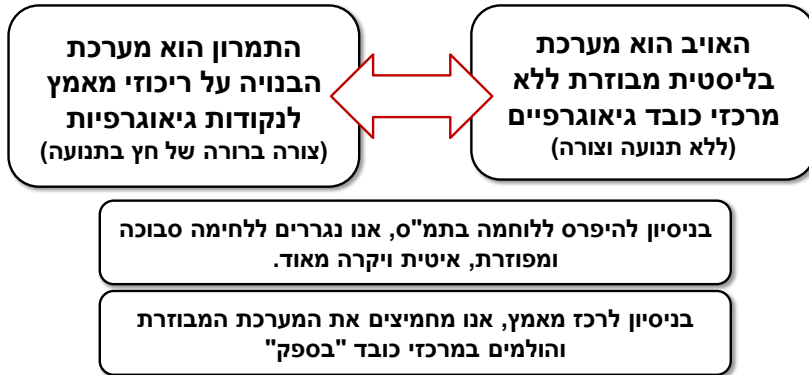 האויב הוא מערכת
בליסטית מבוזרת ללא
מרכזי כובד גיאוגרפיים
(ללא תנועה וצורה)
התמרון הוא מערכת
הבנויה על ריכוזי מאמץ
לנקודות גיאוגרפיות
(צורה ברורה של חץ בתנועה)
בניסיון להיפרס ללוחמה בתמ"ס, אנו נגררים ללחימה סבוכה
ומפוזרת, איטית ויקרה מאוד.
בניסיון לרכז מאמץ, אנו מחמיצים את המערכת המבוזרת
והולמים במרכזי כובד "בספק"